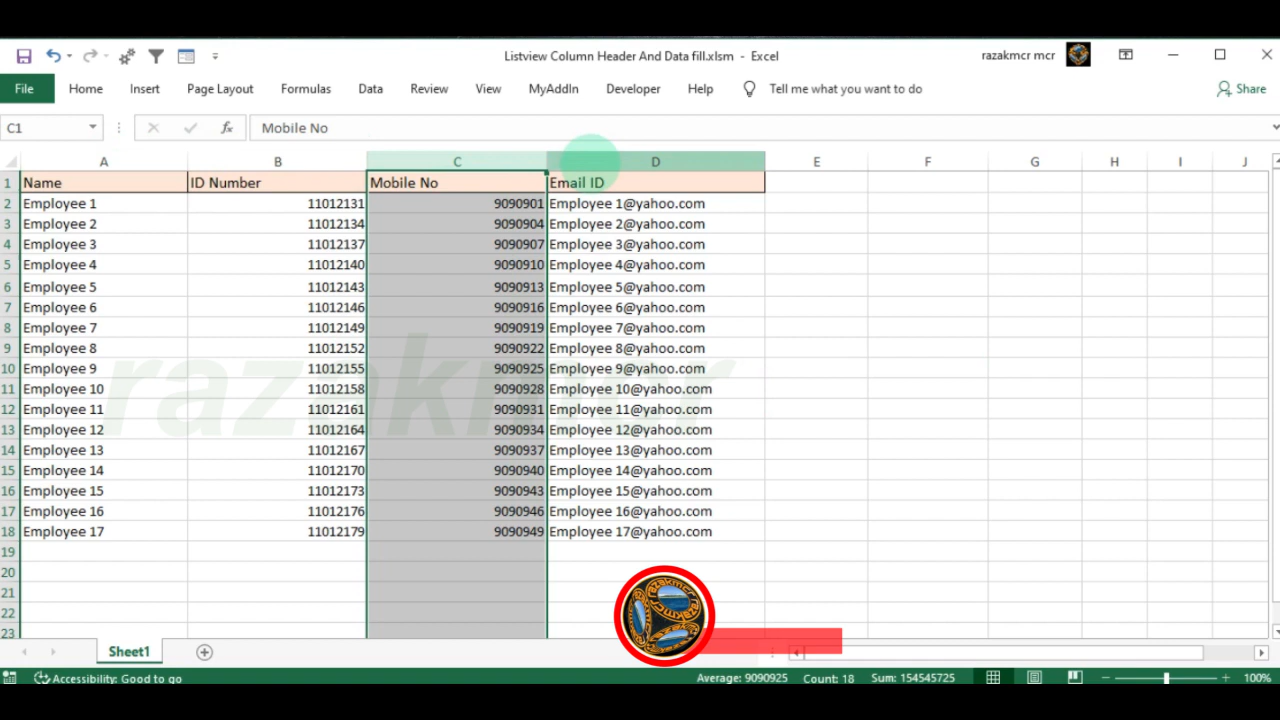 Listview Column Header And Data fill.xlsm - Excel
razakmcr mcr
File Home Insert Page Layout Formulas Data Review View MyAddIn Developer Help Tell me what you want to do Share
C1 fx Mobile No
A B C D E F G H I J
1 Name ID Number Mobile No Email ID
2 Employee 1 11012131 9090901 Employee 1@yahoo.com
3 Employee 2 11012134 9090904 Employee 2@yahoo.com
4 Employee 3 11012137 9090907 Employee 3@yahoo.com
5 Employee 4 11012140 9090910 Employee 4@yahoo.com
6 Employee 5 11012143 9090913 Employee 5@yahoo.com
7 Employee 6 11012146 9090916 Employee 6@yahoo.com
8 Employee 7 11012149 9090919 Employee 7@yahoo.com
9 Employee 8 11012152 9090922 Employee 8@yahoo.com
10 Employee 9 11012155 9090925 Employee 9@yahoo.com
11 Employee 10 11012158 9090928 Employee 10@yahoo.com
12 Employee 11 11012161 9090931 Employee 11@yahoo.com
13 Employee 12 11012164 9090934 Employee 12@yahoo.com
14 Employee 13 11012167 9090937 Employee 13@yahoo.com
15 Employee 14 11012170 9090940 Employee 14@yahoo.com
16 Employee 15 11012173 9090943 Employee 15@yahoo.com
17 Employee 16 11012176 9090946 Employee 16@yahoo.com
18 Employee 17 11012179 9090949 Employee 17@yahoo.com
19
20
21
22
23
razakmcr
razakmcr
razakmcr
razakmcr
Sheet1
Accessibility: Good to go Average: 9090925 Count: 18 Sum: 154545725 100%